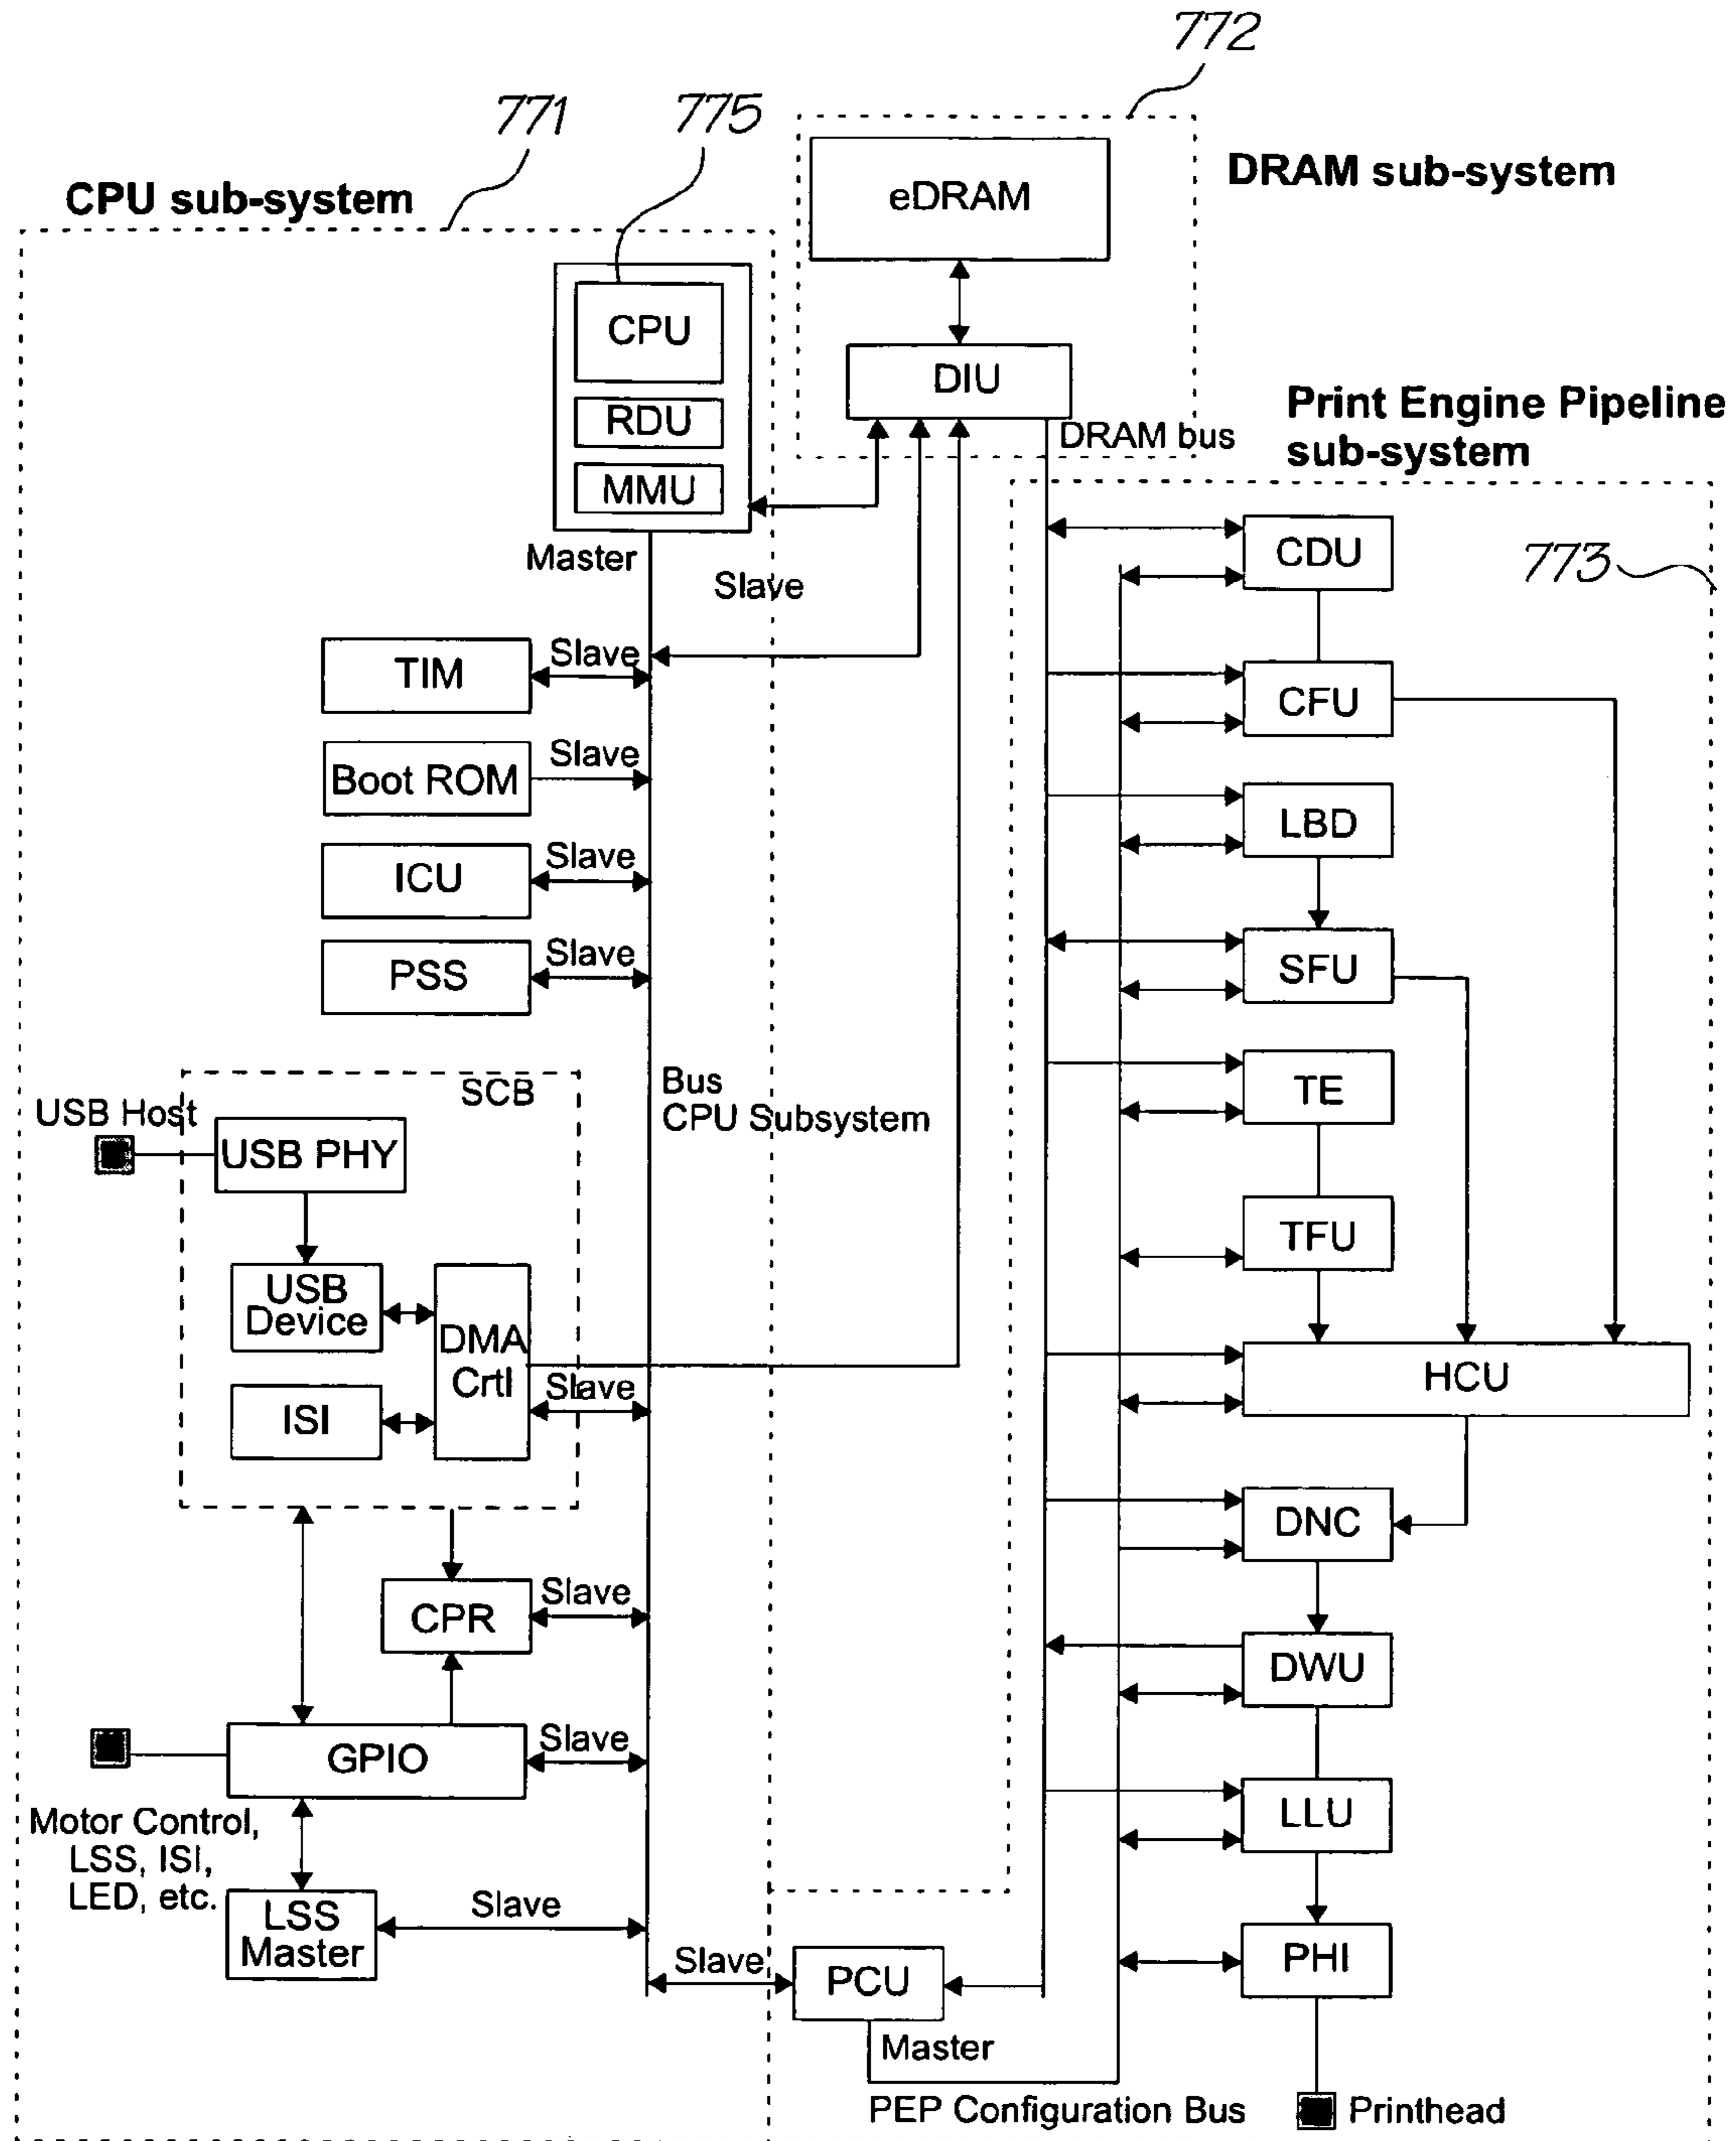 772
771
775
CPU sub-system
DRAM sub-system
eDRAM
CPU
RDU
MMU
DIU
DRAM bus
Print Engine Pipeline
sub-system
773
Master
Slave
TIM
Slave
Boot ROM
Slave
ICU
Slave
PSS
Slave
Bus
CPU Subsystem
SCB
USB Host
USB PHY
USB
Device
DMA
Crtl
ISI
Slave
CPR
Slave
GPIO
Slave
Motor Control,
LSS, ISI,
LED, etc.
LSS
Master
Slave
Slave
PCU
Master
PEP Configuration Bus
CDU
CFU
LBD
SFU
TE
TFU
HCU
DNC
DWU
LLU
PHI
Printhead